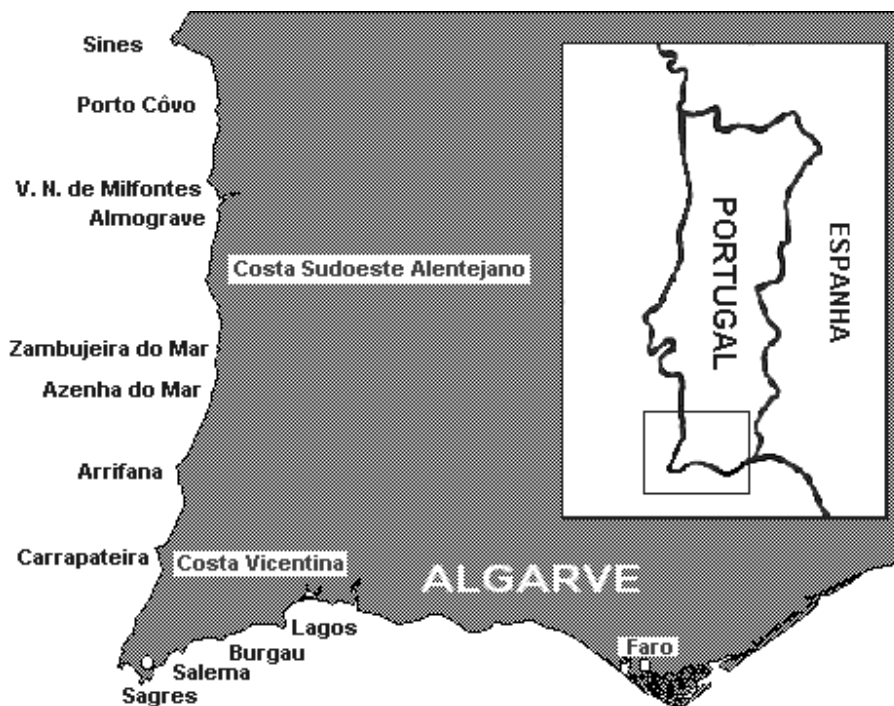 Sines
Porto Côvo
V. N. de Milfontes
Almograve
Costa Sudoeste Alentejano
Zambujeira do Mar
Azenha do Mar
Arrifana
Carrapateira
Costa Vicentina
ALGARVE
Lagos
Burgau
Salema
Sagres
Faro
PORTUGAL
ESPANHA